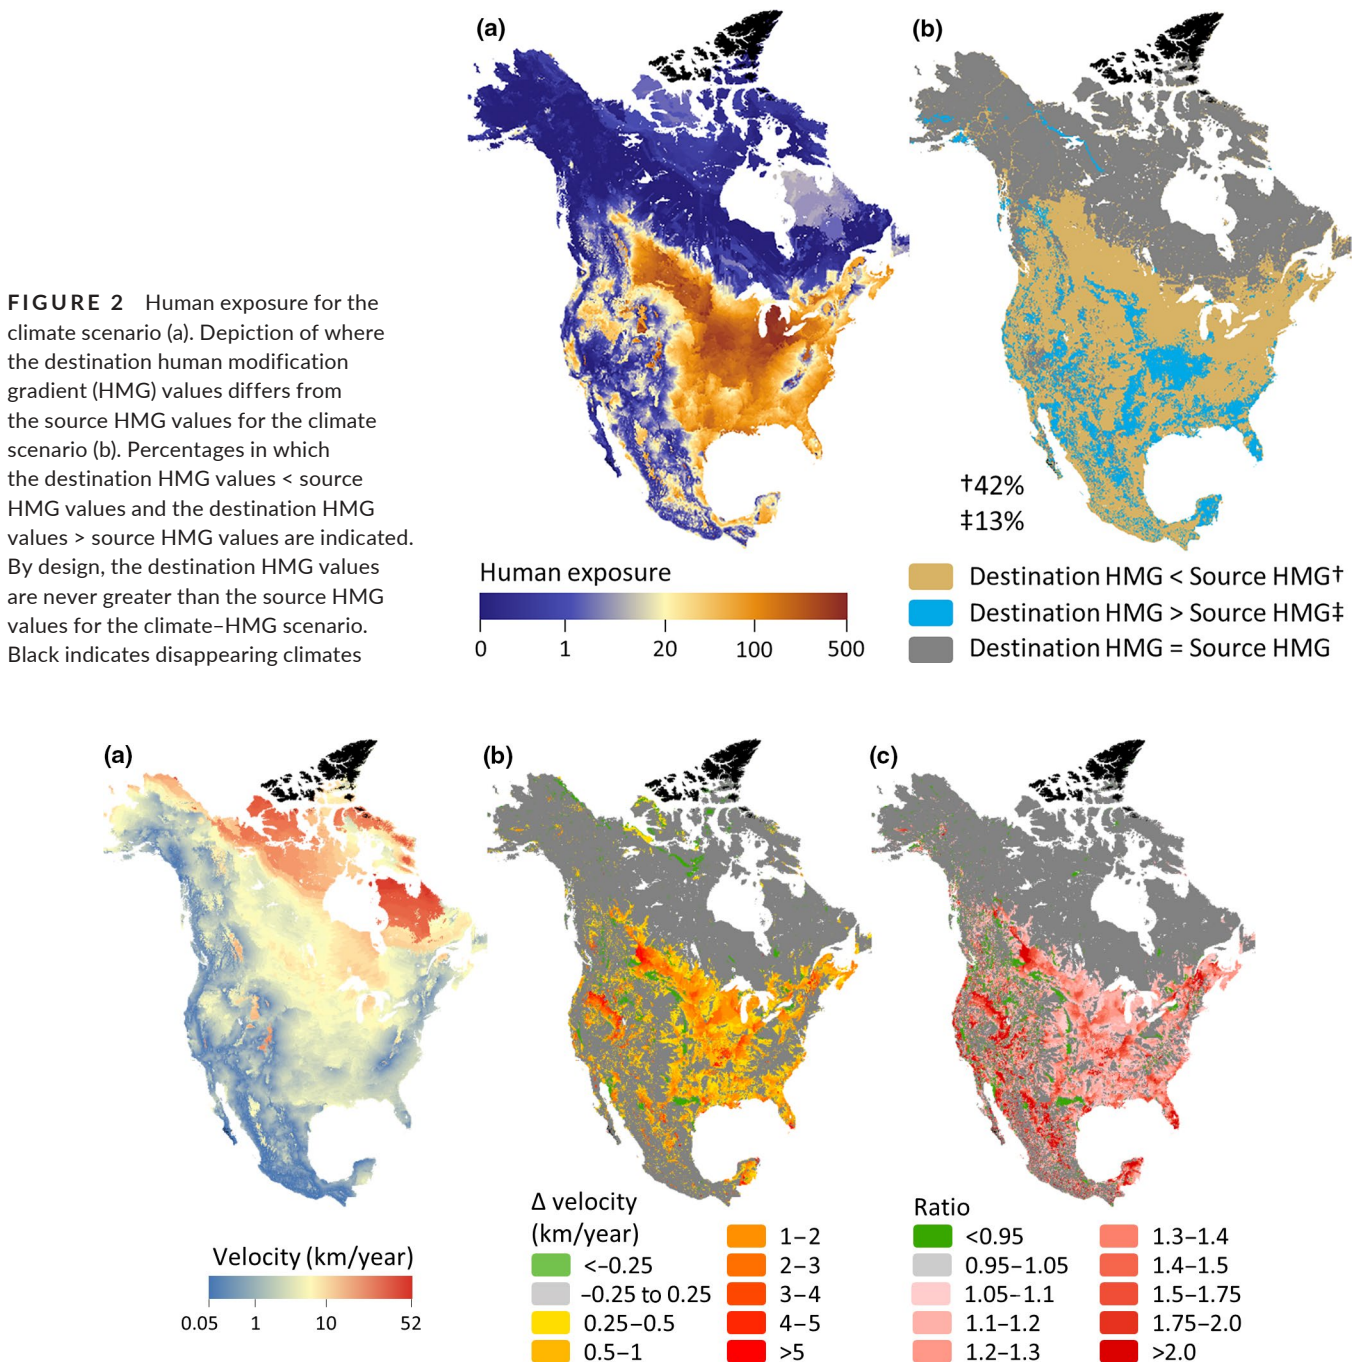 FIGURE 2 Human exposure for the
climate scenario (a). Depiction of where
the destination human modification
gradient (HMG) values differs from
the source HMG values for the climate
scenario (b). Percentages in which
the destination HMG values < source
HMG values and the destination HMG
values > source HMG values are indicated.
By design, the destination HMG values
are never greater than the source HMG
values for the climate–HMG scenario.
Black indicates disappearing climates
(a)
Human exposure
0 1 20 100 500
(b)
†42%
‡13%
Destination HMG < Source HMG†
Destination HMG > Source HMG‡
Destination HMG = Source HMG
(a)
Velocity (km/year)
0.05 1 10 52
(b)
Δ velocity
(km/year)
<−0.25
−0.25 to 0.25
0.25−0.5
0.5−1
1−2
2−3
3−4
4−5
>5
(c)
Ratio
<0.95
0.95−1.05
1.05−1.1
1.1−1.2
1.2−1.3
1.3−1.4
1.4−1.5
1.5−1.75
1.75−2.0
>2.0